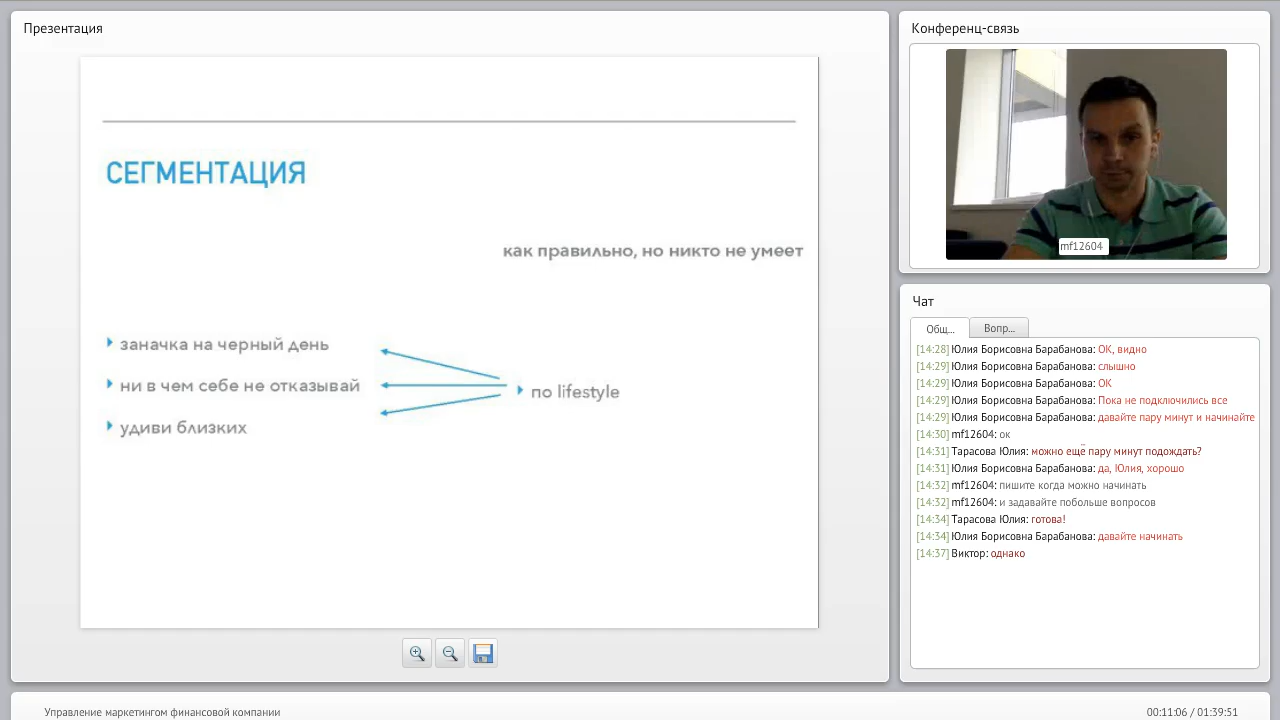 Презентация
СЕГМЕНТАЦИЯ
как правильно, но никто не умеет
заначка на черный день
ни в чем себе не отказывай
удиви близких
по lifestyle
Конференц-связь
mf12604
Чат
Общ...
Вопр...
[14:28] Юлия Борисовна Барабанова: ОК, видно
[14:29] Юлия Борисовна Барабанова: слышно
[14:29] Юлия Борисовна Барабанова: ОК
[14:29] Юлия Борисовна Барабанова: Пока не подключились все
[14:29] Юлия Борисовна Барабанова: давайте пару минут и начинайте
[14:30] mf12604: ок
[14:31] Тарасова Юлия: можно ещё пару минут подождать?
[14:31] Юлия Борисовна Барабанова: да, Юлия, хорошо
[14:32] mf12604: пишите когда можно начинать
[14:32] mf12604: и задавайте побольше вопросов
[14:34] Тарасова Юлия: готова!
[14:34] Юлия Борисовна Барабанова: давайте начинать
[14:37] Виктор: однако
Управление маркетингом финансовой компании
00:11:06 / 01:39:51